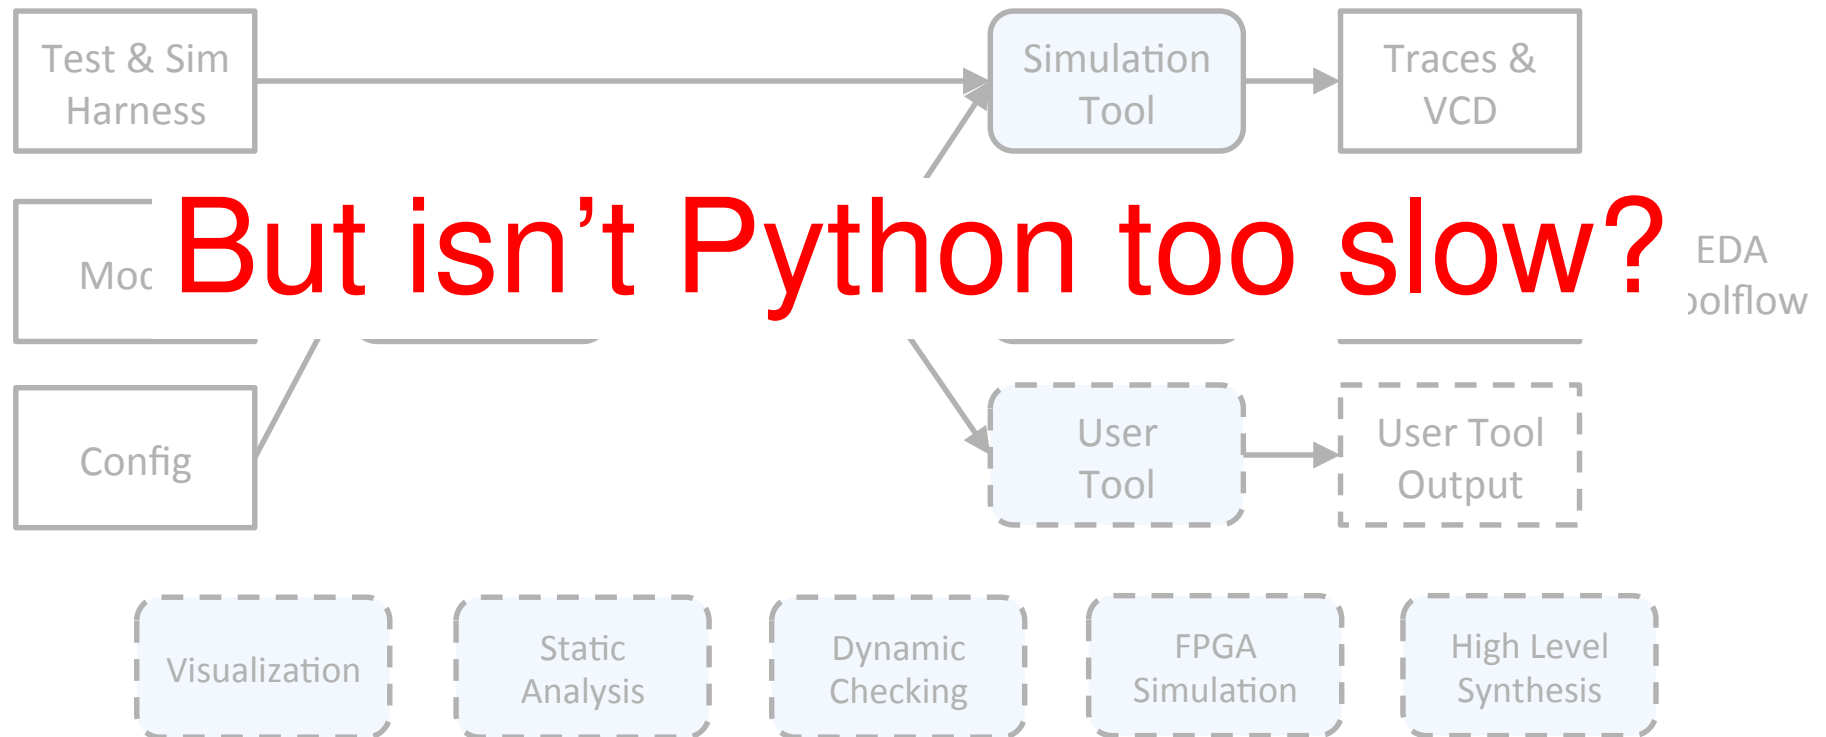 Test & Sim
Harness
Simulation
Tool
Traces &
VCD
But isn’t Python too slow?
EDA
Config
User
Tool
User Tool
Output
Visualization
Static
Analysis
Dynamic
Checking
FPGA
Simulation
High Level
Synthesis